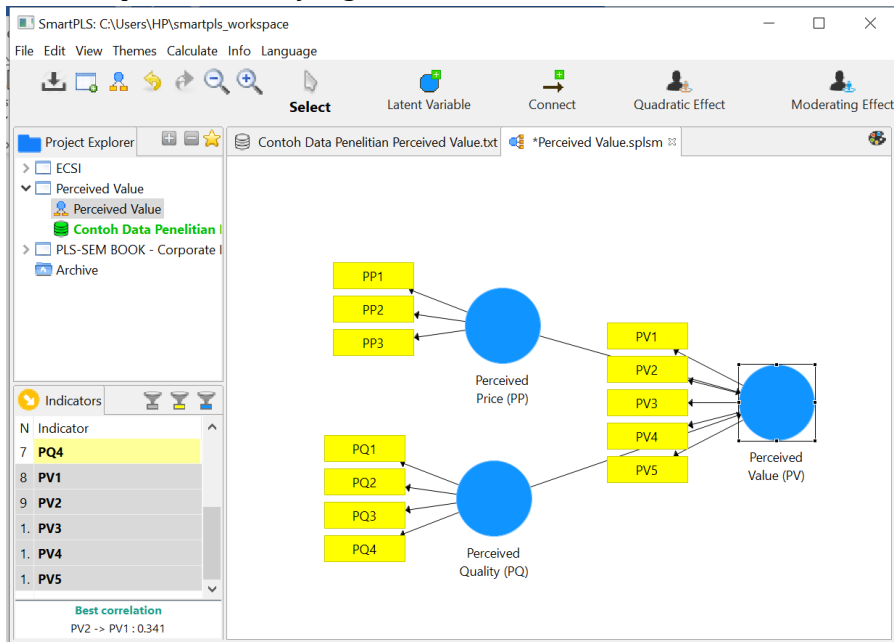 SmartPLS: C:\Users\HP\smartpls_workspace
File Edit View Themes Calculate Info Language
Select
Latent Variable
Connect
Quadratic Effect
Moderating Effect
Project Explorer
Contoh Data Penelitian Perceived Value.txt
*Perceived Value.splsm
ECSI
Perceived Value
Perceived Value
Contoh Data Penelitian
PLS-SEM BOOK - Corporate
Archive
PP1
PP2
PP3
Perceived
Price (PP)
PV1
PV2
PV3
PV4
PV5
Perceived
Value (PV)
PQ1
PQ2
PQ3
PQ4
Perceived
Quality (PQ)
Indicators
N Indicator
7 PQ4
8 PV1
9 PV2
1. PV3
1. PV4
1. PV5
Best correlation
PV2 -> PV1 : 0.341